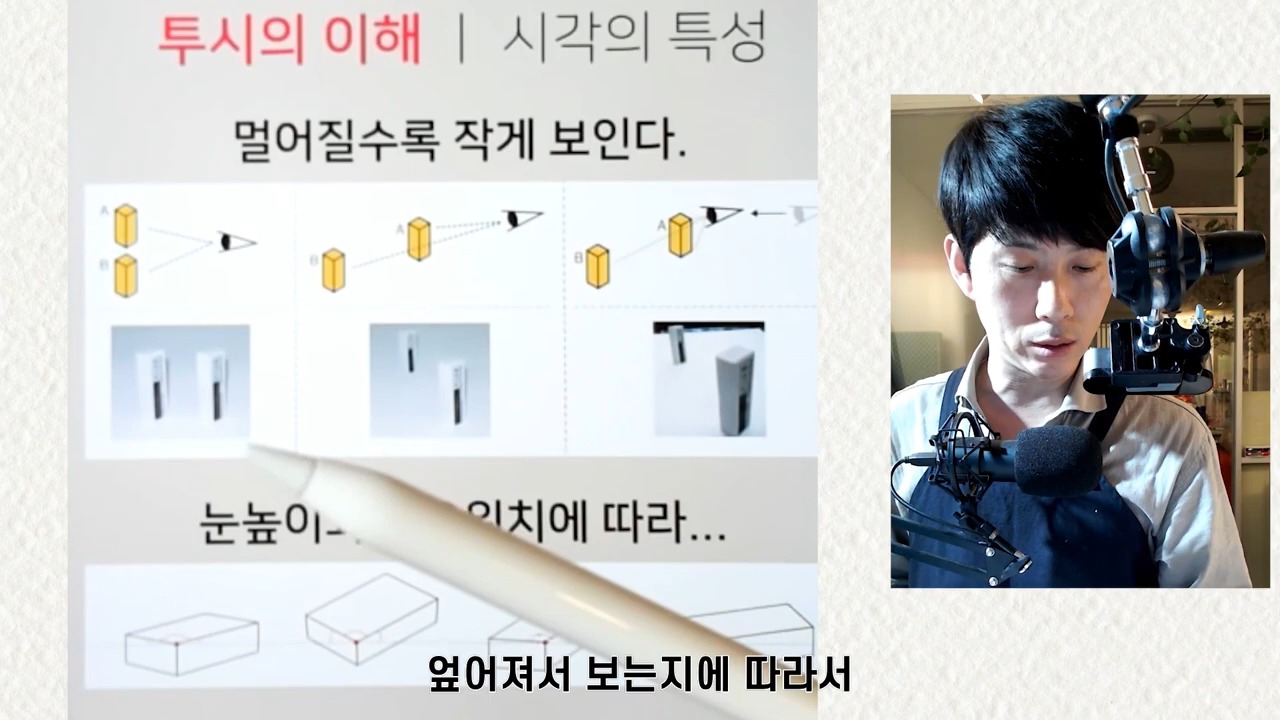 투시의 이해 | 시각의 특성
멀어질수록 작게 보인다.
A
B
A
B
A
B
눈높이 위치에 따라...
엎어져서 보는지에 따라서